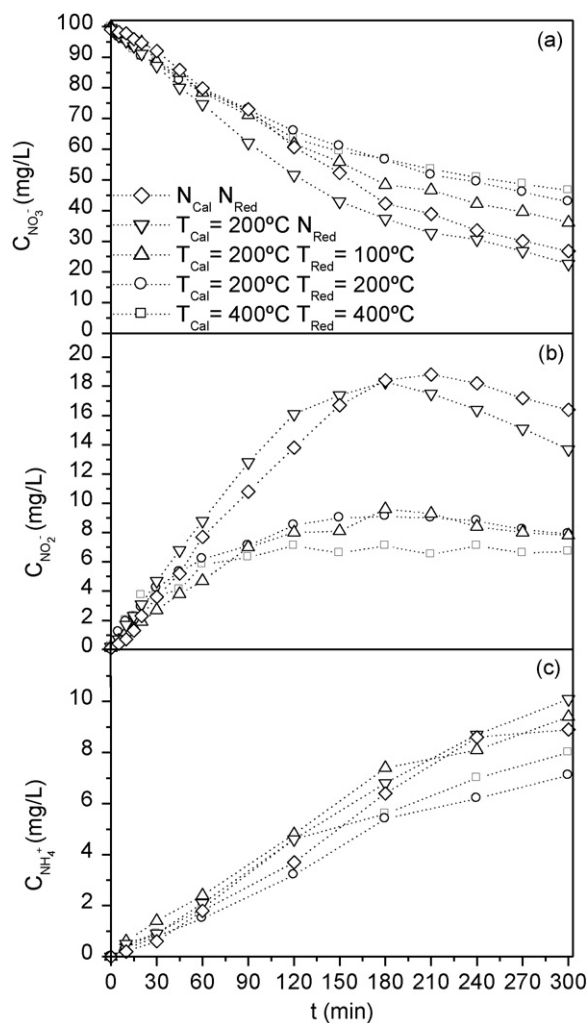 (a)
100
90
80
70
60
50
40
30
20
10
0
C_NO₃⁻ (mg/L)
N_Cal N_Red
T_Cal= 200ºC N_Red
T_Cal= 200ºC T_Red= 100ºC
T_Cal= 200ºC T_Red= 200ºC
T_Cal= 400ºC T_Red= 400ºC
(b)
20
18
16
14
12
10
8
6
4
2
0
C_NO₂⁻ (mg/L)
(c)
10
8
6
4
2
0
C_NH₄⁺ (mg/L)
0 30 60 90 120 150 180 210 240 270 300
t (min)